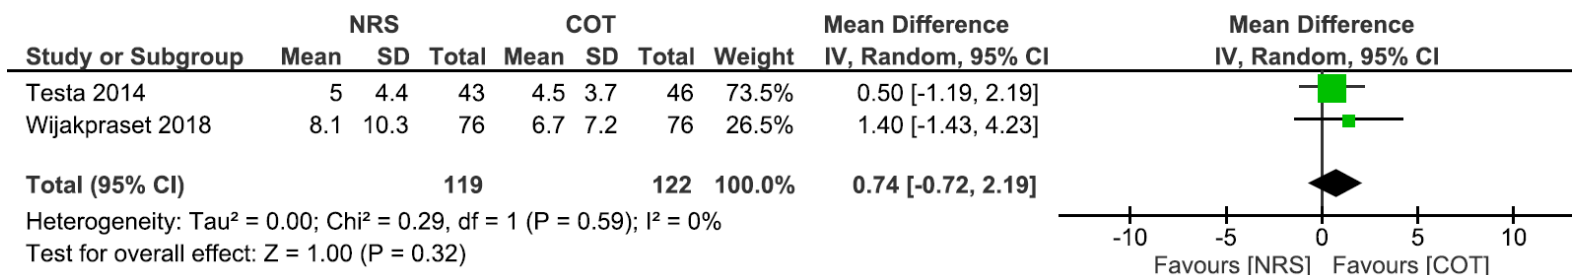 NRS COT Mean Difference Mean Difference
Study or Subgroup Mean SD Total Mean SD Total Weight IV, Random, 95% CI IV, Random, 95% CI
Testa 2014 5 4.4 43 4.5 3.7 46 73.5% 0.50 [-1.19, 2.19]
Wijakpraset 2018 8.1 10.3 76 6.7 7.2 76 26.5% 1.40 [-1.43, 4.23]
Total (95% CI) 119 122 100.0% 0.74 [-0.72, 2.19]
Heterogeneity: Tau² = 0.00; Chi² = 0.29, df = 1 (P = 0.59); I² = 0%
Test for overall effect: Z = 1.00 (P = 0.32)
-10 -5 0 5 10
Favours [NRS] Favours [COT]